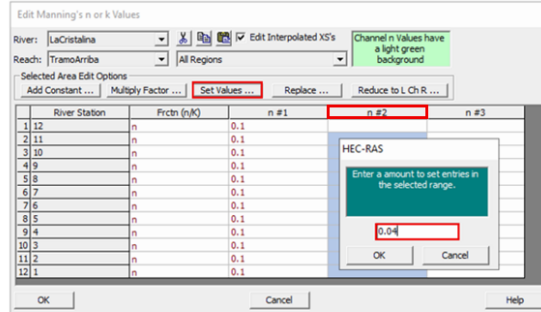 Edit Manning's n or k Values
River: LaCristalina Edit Interpolated XS's
Channel n Values have
a light green
background
Reach: TramoArriba All Regions
Selected Area Edit Options
Add Constant ... Multiply Factor ... Set Values ... Replace ... Reduce to L Ch R ...
River Station Frctn (n/K) n #1 n #2 n #3
1 12 n 0.1
2 11 n 0.1
3 10 n 0.1
4 9 n 0.1
5 8 n 0.1
6 7 n 0.1
7 6 n 0.1
8 5 n 0.1
9 4 n 0.1
10 3 n 0.1
11 2 n 0.1
12 1 n 0.1
HEC-RAS
Enter a amount to set entries in
the selected range.
0.04
OK Cancel
OK Cancel Help